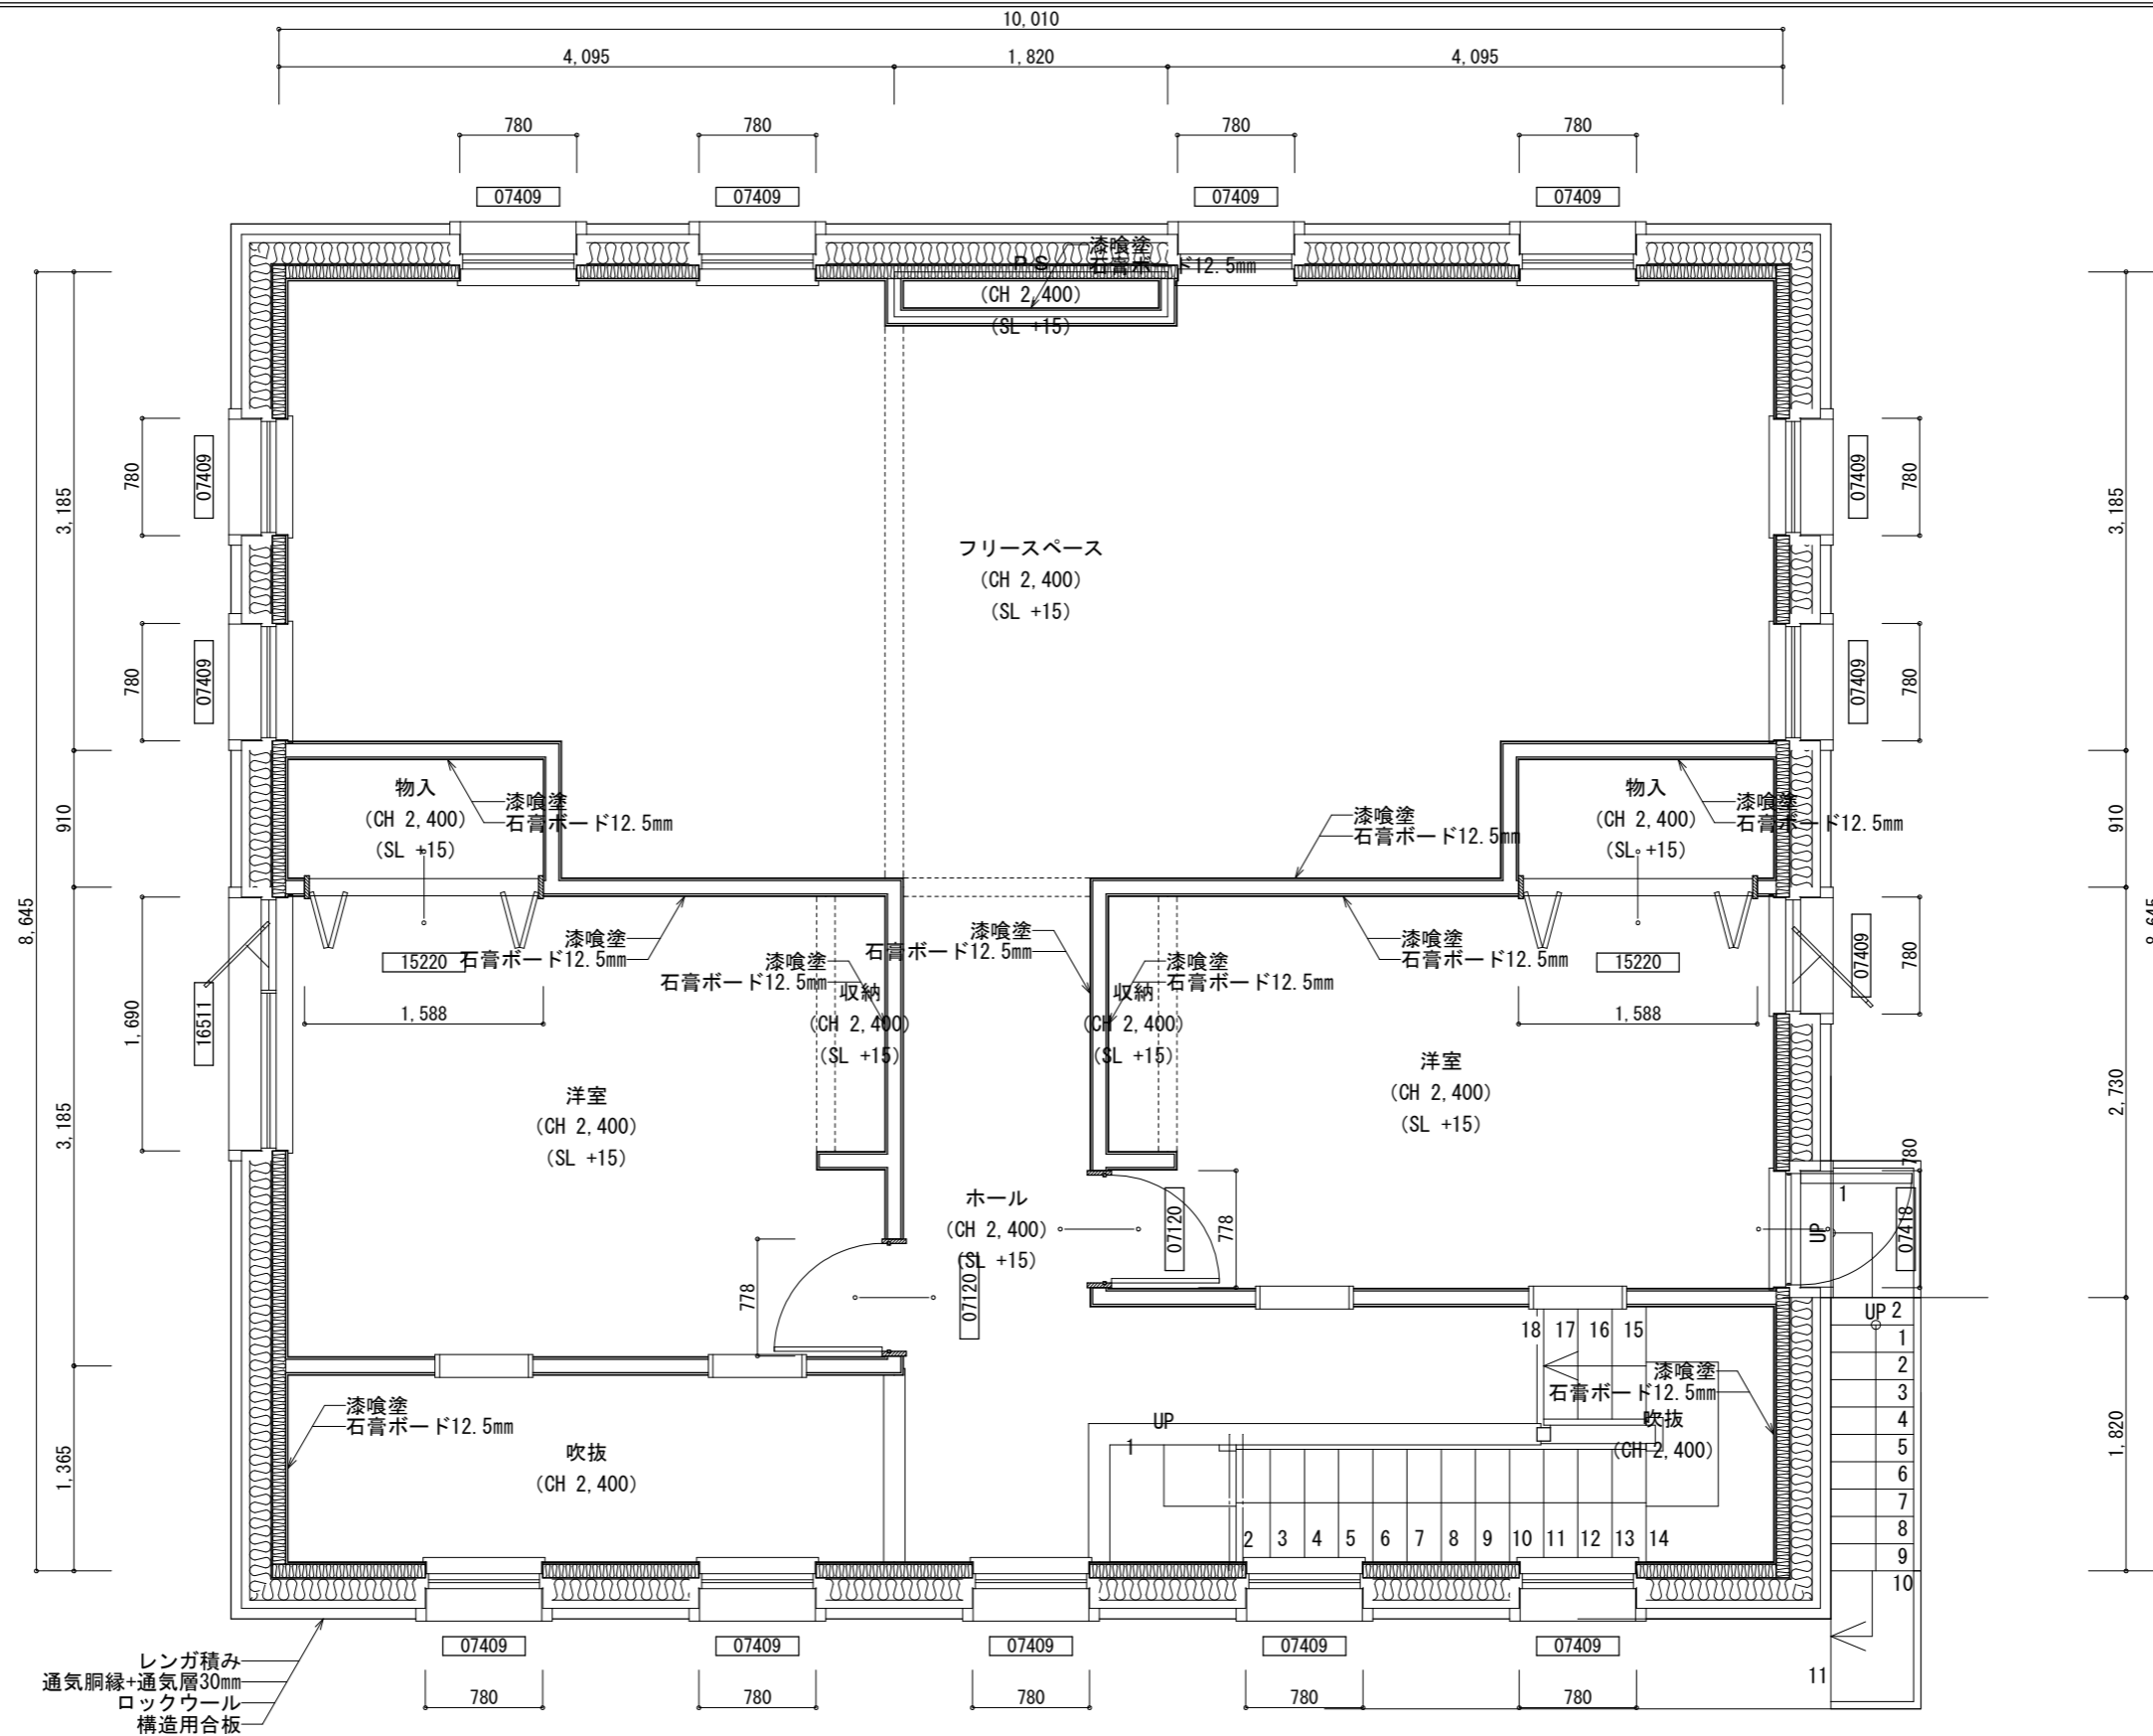 10,010
4,095
1,820
4,095
780
780
780
780
07409
07409
07409
07409
漆喰塗
石膏ボード12.5mm
P.S
(CH 2,400)
(SL +15)
780
07409
3,185
07409
780
3,185
フリースペース
(CH 2,400)
(SL +15)
780
07409
07409
780
物入
(CH 2,400)
(SL +15)
漆喰塗
石膏ボード12.5mm
漆喰塗
石膏ボード12.5mm
物入
(CH 2,400)
(SL +15)
漆喰塗
石膏ボード12.5mm
910
910
8,645
8,645
15220
漆喰塗
石膏ボード12.5mm
漆喰塗
石膏ボード12.5mm
漆喰塗
石膏ボード12.5mm
漆喰塗
石膏ボード12.5mm
漆喰塗
石膏ボード12.5mm
15220
07409
780
1,690
16511
1,588
収納
(CH 2,400)
(SL +15)
収納
(CH 2,400)
(SL +15)
1,588
3,185
洋室
(CH 2,400)
(SL +15)
洋室
(CH 2,400)
(SL +15)
2,730
780
ホール
(CH 2,400)
(SL +15)
07120
778
1
UP
07418
778
07120
UP 2
1
2
3
4
5
6
7
8
9
10
11
18 17 16 15
漆喰塗
石膏ボード12.5mm
漆喰塗
石膏ボード12.5mm
吹抜
(CH 2,400)
UP
1
吹抜
(CH 2,400)
1,365
1,820
2 3 4 5 6 7 8 9 10 11 12 13 14
07409
07409
07409
07409
07409
レンガ積み
通気胴縁+通気層30mm
ロックウール
構造用合板
780
780
780
780
780